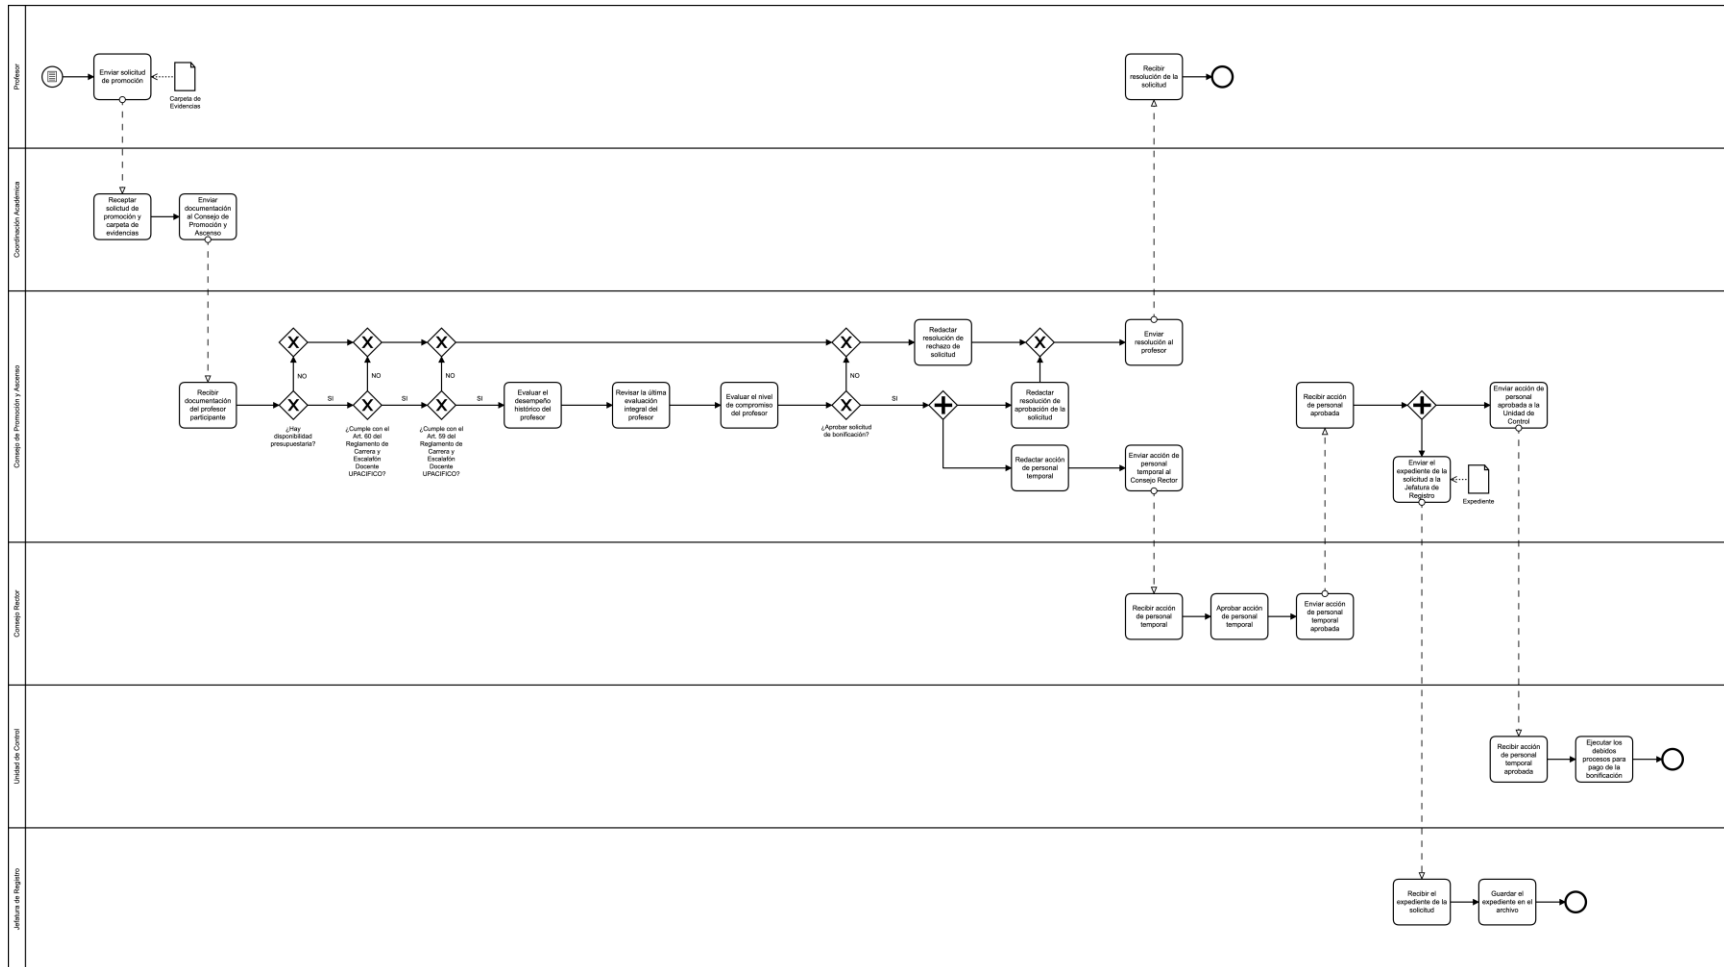 Profesor
Enviar solicitud
de promoción
Carpeta de
Evidencias
Recibir
resolución de la
solicitud
Coordinación Académica
Receptar
solicitud de
promoción y
carpeta de
evidencias
Enviar
documentación
al Consejo de
Promoción y
Ascenso
Consejo de Promoción y Ascenso
Recibir
documentación
del profesor
participante
NO
SI
¿Hay
disponibilidad
presupuestaria?
NO
SI
¿Cumple con el
Art. 60 del
Reglamento de
Carrera y
Escalafón
Docente
UPACIFICO?
NO
SI
¿Cumple con el
Art. 59 del
Reglamento de
Carrera y
Escalafón
Docente
UPACIFICO?
Evaluar el
desempeño
histórico del
profesor
Revisar la última
evaluación
integral del
profesor
Evaluar el nivel
de compromiso
del profesor
NO
SI
¿Aprobar solicitud
de bonificación?
Redactar
resolución de
rechazo de
solicitud
Redactar
resolución de
aprobación de la
solicitud
Enviar
resolución al
profesor
Redactar acción
de personal
temporal
Enviar acción de
personal
temporal al
Consejo Rector
Recibir acción
de personal
aprobada
Enviar acción de
personal
aprobada a la
Unidad de
Control
Enviar el
expediente de la
solicitud a la
Jefatura de
Registro
Expediente
Consejo Rector
Recibir acción
de personal
temporal
Aprobar acción
de personal
temporal
Enviar acción
de personal
temporal
aprobada
Unidad de Control
Recibir acción
de personal
temporal
aprobada
Ejecutar los
debidos
procesos para
pago de la
bonificación
Jefatura de Registro
Recibir el
expediente de la
solicitud
Guardar el
expediente en el
archivo